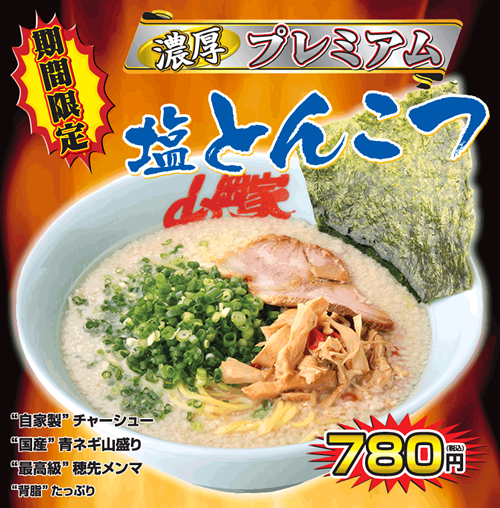 期間限定
濃厚 プレミアム
塩とんこつ
山岡家
“自家製” チャーシュー
“国産” 青ネギ山盛り
“最高級” 穂先メンマ
“背脂” たっぷり
780円(税込)